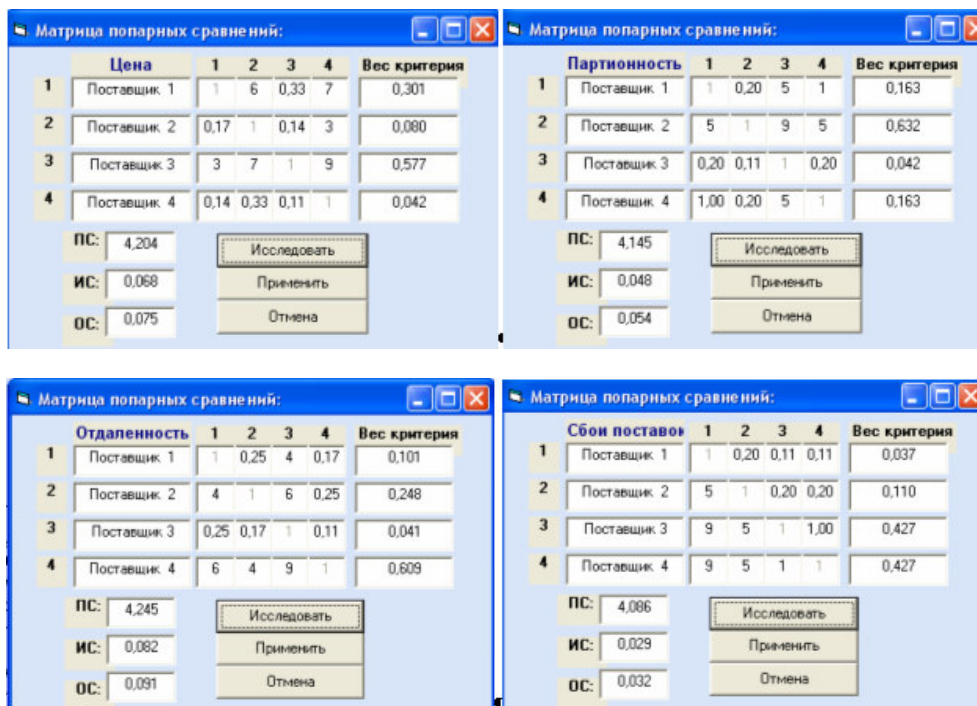 Матрица попарных сравнений:
Цена 1 2 3 4 Вес критерия
1 Поставщик 1 1 6 0,33 7 0,301
2 Поставщик 2 0,17 1 0,14 3 0,080
3 Поставщик 3 3 7 1 9 0,577
4 Поставщик 4 0,14 0,33 0,11 1 0,042
ПС: 4,204 Исследовать
ИС: 0,068 Применить
ОС: 0,075 Отмена
Матрица попарных сравнений:
Партионность 1 2 3 4 Вес критерия
1 Поставщик 1 1 0,20 5 1 0,163
2 Поставщик 2 5 1 9 5 0,632
3 Поставщик 3 0,20 0,11 1 0,20 0,042
4 Поставщик 4 1,00 0,20 5 1 0,163
ПС: 4,145 Исследовать
ИС: 0,048 Применить
ОС: 0,054 Отмена
Матрица попарных сравнений:
Отдаленность 1 2 3 4 Вес критерия
1 Поставщик 1 1 0,25 4 0,17 0,101
2 Поставщик 2 4 1 6 0,25 0,248
3 Поставщик 3 0,25 0,17 1 0,11 0,041
4 Поставщик 4 6 4 9 1 0,609
ПС: 4,245 Исследовать
ИС: 0,082 Применить
ОС: 0,091 Отмена
Матрица попарных сравнений:
Сбои поставок 1 2 3 4 Вес критерия
1 Поставщик 1 1 0,20 0,11 0,11 0,037
2 Поставщик 2 5 1 0,20 0,20 0,110
3 Поставщик 3 9 5 1 1,00 0,427
4 Поставщик 4 9 5 1 1 0,427
ПС: 4,086 Исследовать
ИС: 0,029 Применить
ОС: 0,032 Отмена